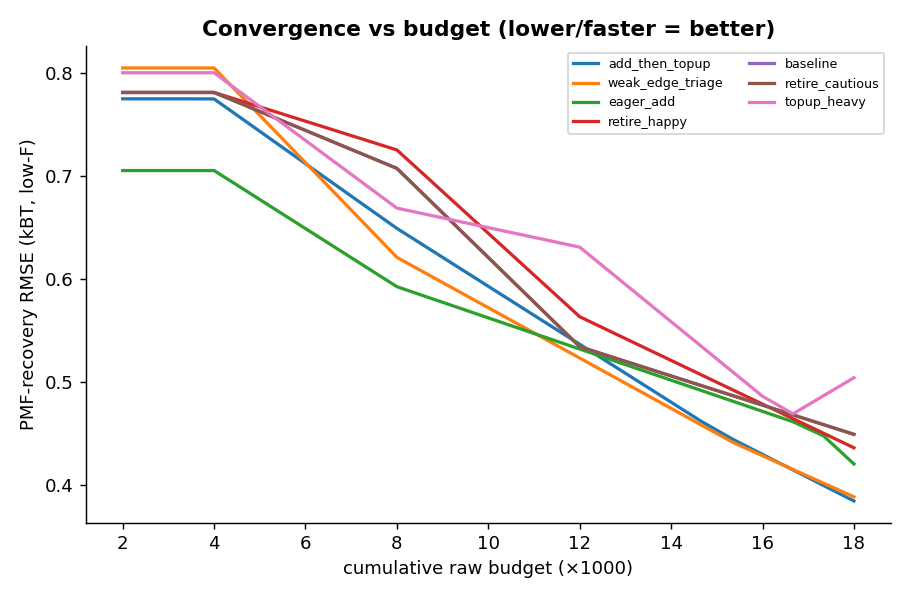 Convergence vs budget (lower/faster = better)
add_then_topup
weak_edge_triage
eager_add
retire_happy
baseline
retire_cautious
topup_heavy
PMF-recovery RMSE (kBT, low-F)
0.8
0.7
0.6
0.5
0.4
2 4 6 8 10 12 14 16 18
cumulative raw budget (×1000)